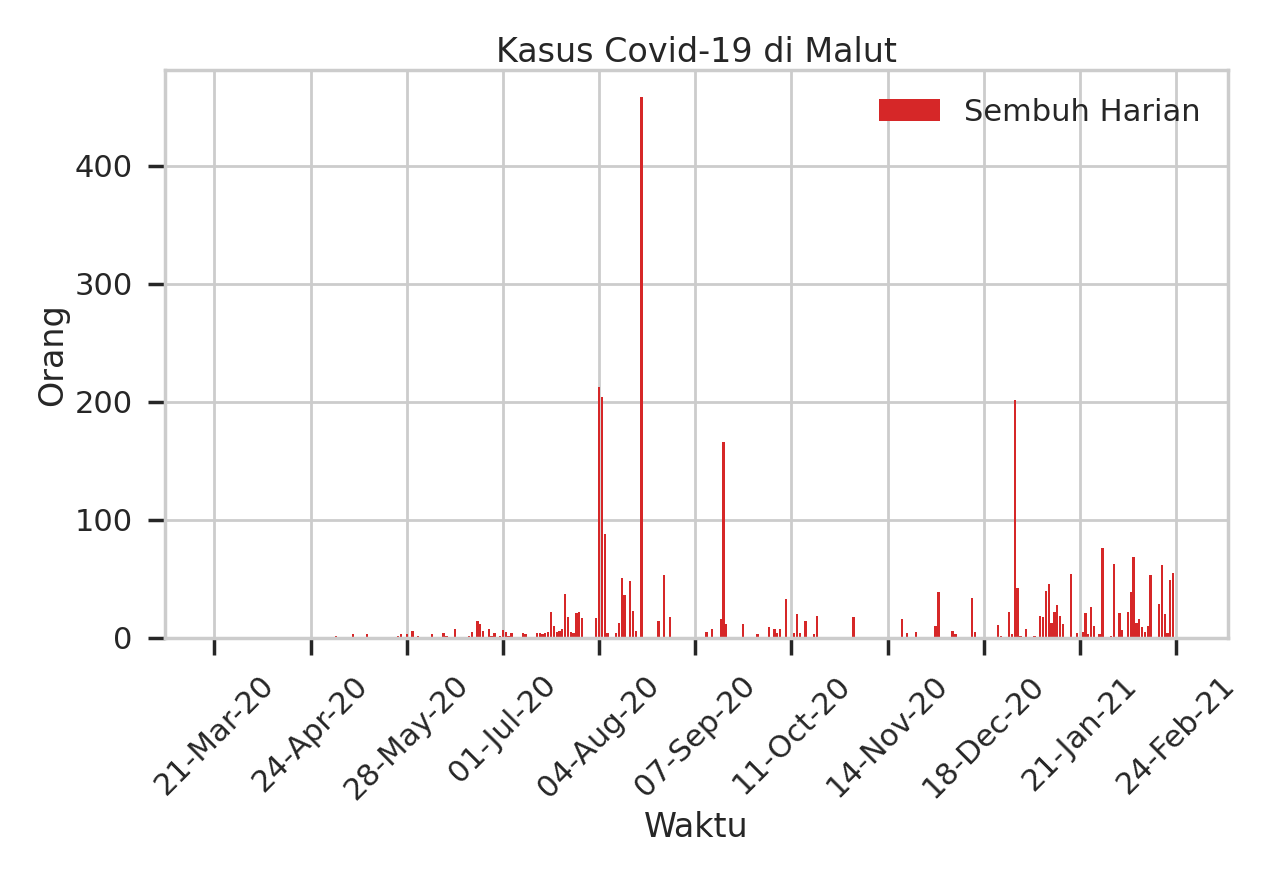 Kasus Covid-19 di Malut
Sembuh Harian
Orang
400
300
200
100
0
21-Mar-20
24-Apr-20
28-May-20
01-Jul-20
04-Aug-20
07-Sep-20
11-Oct-20
14-Nov-20
18-Dec-20
21-Jan-21
24-Feb-21
Waktu